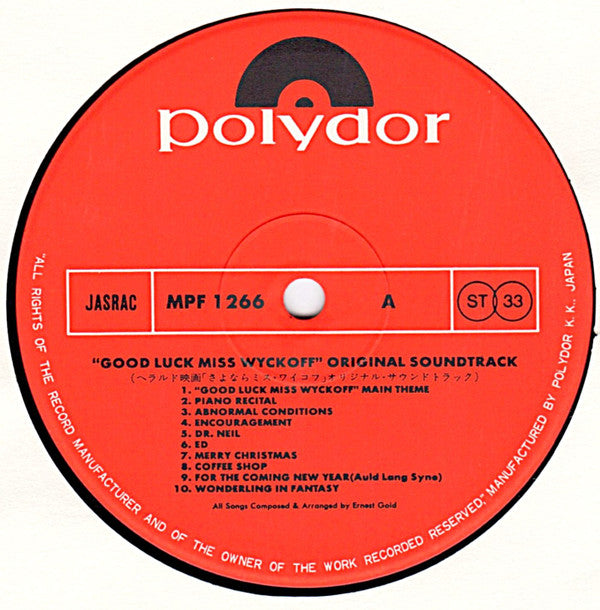 polydor
JASRAC
MPF 1266
A
ST 33
"GOOD LUCK MISS WYCKOFF" ORIGINAL SOUNDTRACK
(ヘラルド映画「さよならミス・ワイコフ」オリジナル・サウンドトラック)
1. "GOOD LUCK MISS WYCKOFF" MAIN THEME
2. PIANO RECITAL
3. ABNORMAL CONDITIONS
4. ENCOURAGEMENT
5. DR. NEIL
6. ED
7. MERRY CHRISTMAS
8. COFFEE SHOP
9. FOR THE COMING NEW YEAR(Auld Lang Syne)
10. WONDERLING IN FANTASY
All Songs Composed & Arranged by Ernest Gold
"ALL RIGHTS OF THE RECORD MANUFACTURER AND OF THE OWNER OF THE WORK RECORDED RESERVED," MANUFACTURED BY POLYDOR K.K., JAPAN